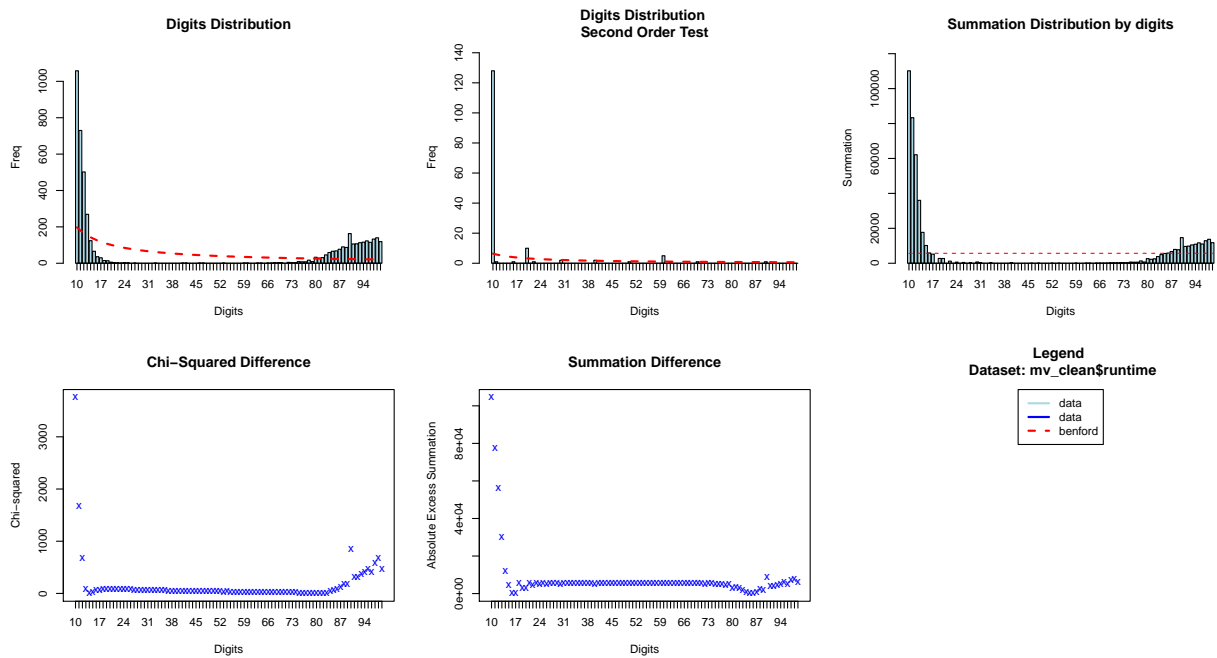 Digits Distribution
Freq
0 200 400 600 800 1000
10 17 24 31 38 45 52 59 66 73 80 87 94
Digits
Digits Distribution
Second Order Test
Freq
0 20 40 60 80 100 120 140
10 17 24 31 38 45 52 59 66 73 80 87 94
Digits
Summation Distribution by digits
Summation
0 20000 60000 100000
10 17 24 31 38 45 52 59 66 73 80 87 94
Digits
Chi−Squared Difference
Chi−squared
0 1000 2000 3000
10 17 24 31 38 45 52 59 66 73 80 87 94
Digits
Summation Difference
Absolute Excess Summation
0e+00 4e+04 8e+04
10 17 24 31 38 45 52 59 66 73 80 87 94
Digits
Legend
Dataset: mv_clean$runtime
data
data
benford